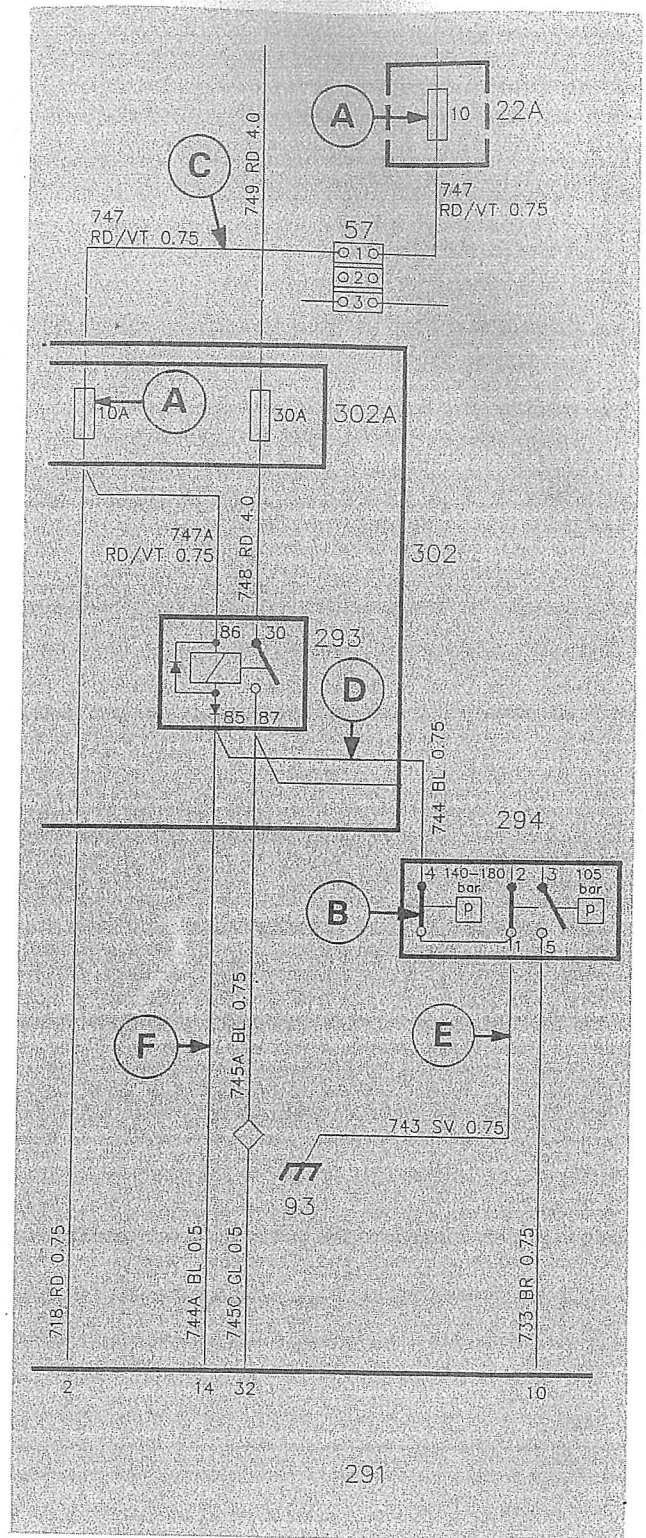 A
10
22A
C
749 RD 4.0
747
RD/VT 0.75
747
RD/VT 0.75
57
1
2
3
10A
A
30A
302A
747A
RD/VT 0.75
748 RD 4.0
302
86
30
293
D
85
87
744 BL 0.75
294
4
140-180
bar
2
3
105
bar
B
p
p
1
5
745A BL 0.75
F
E
743 SV 0.75
93
718 RD 0.75
744A BL 0.5
745C GL 0.5
733 BR 0.75
2
14
32
10
291